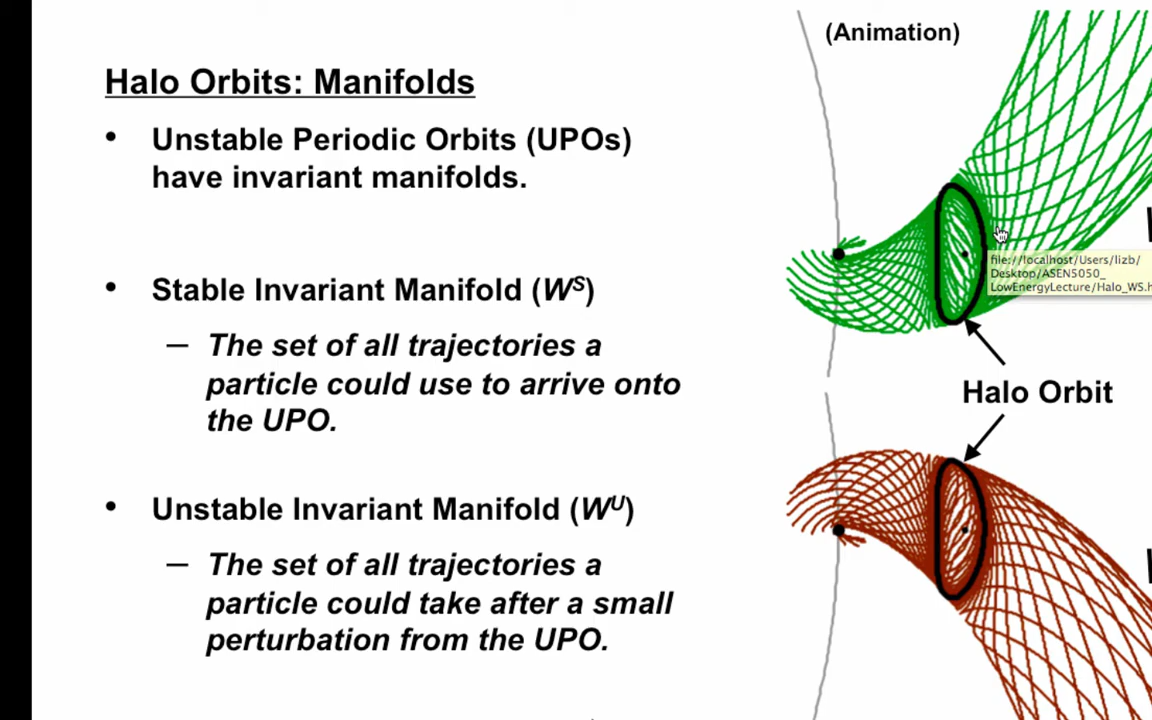 (Animation)
Halo Orbits: Manifolds
• Unstable Periodic Orbits (UPOs)
have invariant manifolds.
• Stable Invariant Manifold (Wˢ)
– The set of all trajectories a
particle could use to arrive onto
the UPO.
• Unstable Invariant Manifold (Wᵁ)
– The set of all trajectories a
particle could take after a small
perturbation from the UPO.
file://localhost/Users/lizb/
Desktop/ASEN5050_
LowEnergyLecture/Halo_WS.
Halo Orbit